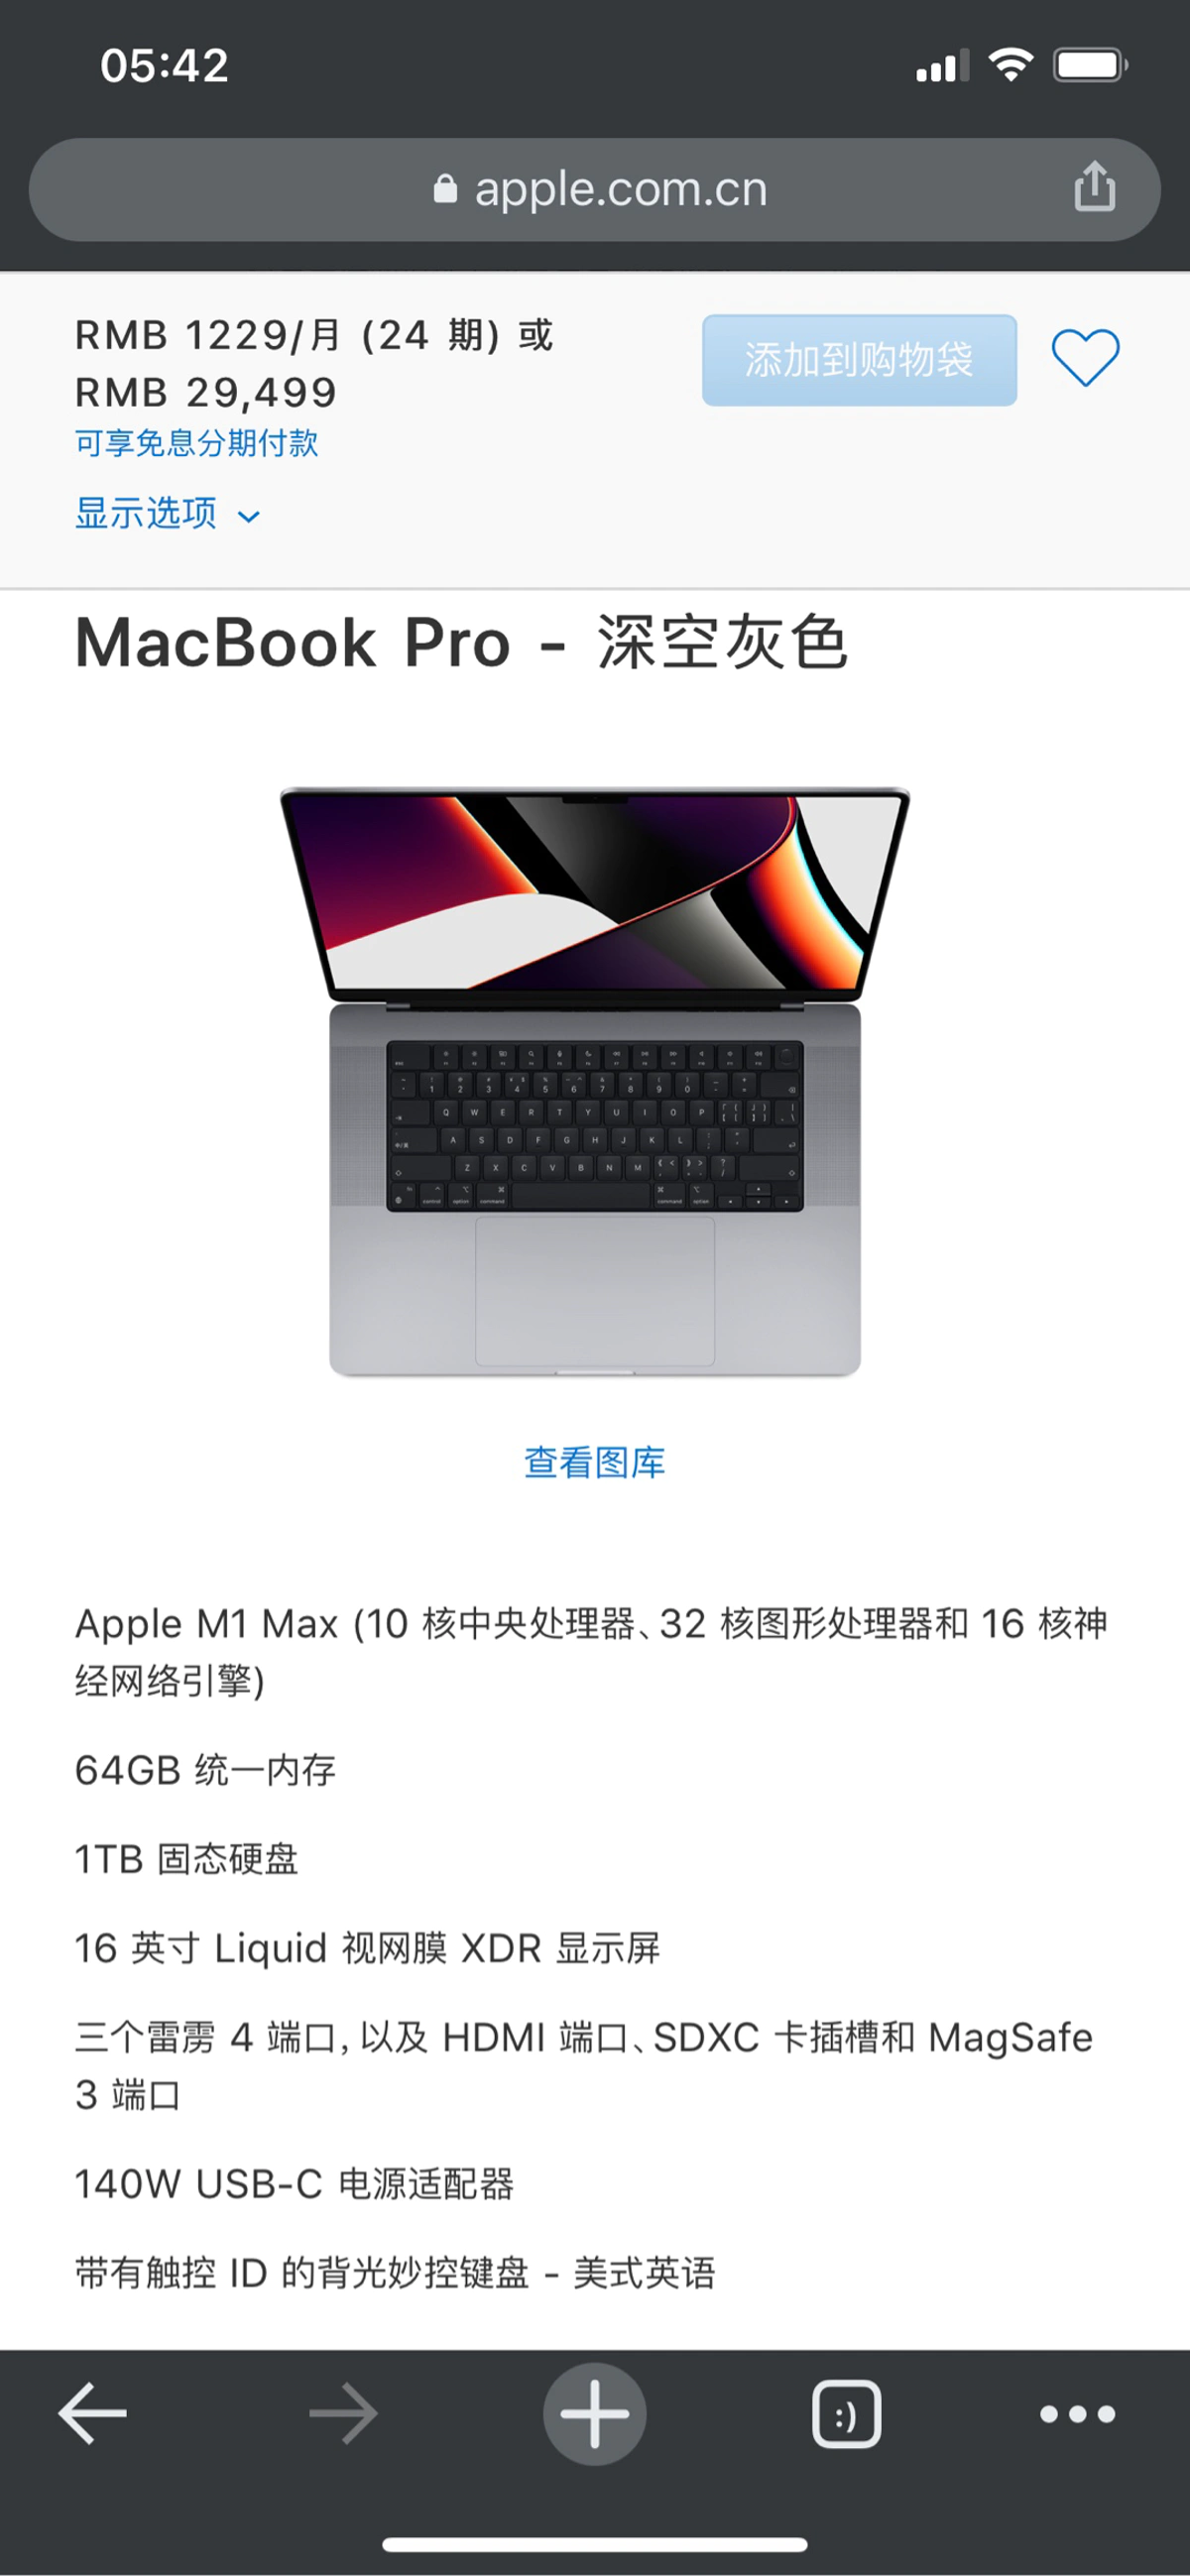 05:42
apple.com.cn
RMB 1229/月 (24 期) 或
RMB 29,499
添加到购物袋
可享免息分期付款
显示选项
MacBook Pro - 深空灰色
查看图库
Apple M1 Max (10 核中央处理器、32 核图形处理器和 16 核神
经网络引擎)
64GB 统一内存
1TB 固态硬盘
16 英寸 Liquid 视网膜 XDR 显示屏
三个雷雳 4 端口，以及 HDMI 端口、SDXC 卡插槽和 MagSafe
3 端口
140W USB-C 电源适配器
带有触控 ID 的背光妙控键盘 - 美式英语
:)